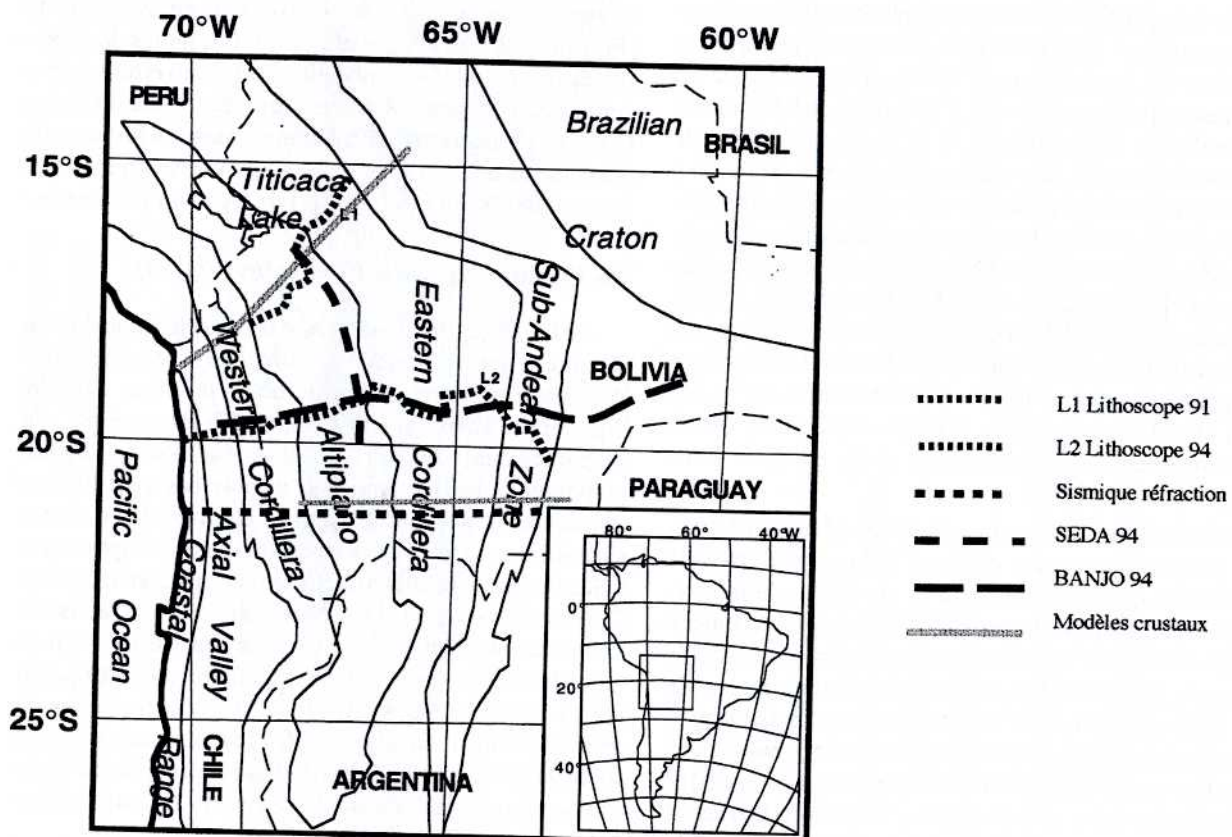 70°W
65°W
60°W
PERU
Brazilian
BRASIL
15°S
Titicaca
Lake
Craton
Sub-Andean
Zone
Eastern
Cordillera
Western
Cordillera
L2
BOLIVIA
20°S
Altiplano
Pacific
Ocean
PARAGUAY
Coastal
Range
Axial
Valley
25°S
CHILE
ARGENTINA
80°
60°
40°W
0°
20°
40°
L1 Lithoscope 91
L2 Lithoscope 94
Sismique réfraction
SEDA 94
BANJO 94
Modèles crustaux